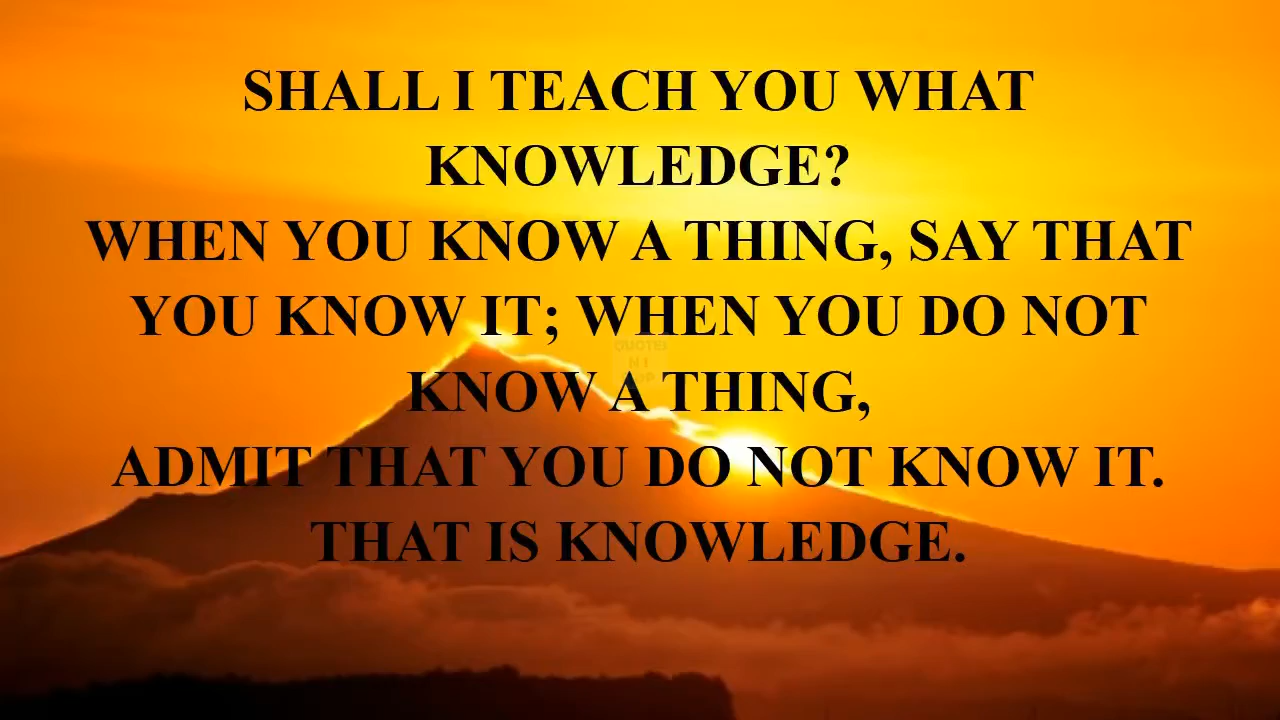 SHALL I TEACH YOU WHAT
KNOWLEDGE?
WHEN YOU KNOW A THING, SAY THAT
YOU KNOW IT; WHEN YOU DO NOT
KNOW A THING,
ADMIT THAT YOU DO NOT KNOW IT.
THAT IS KNOWLEDGE.